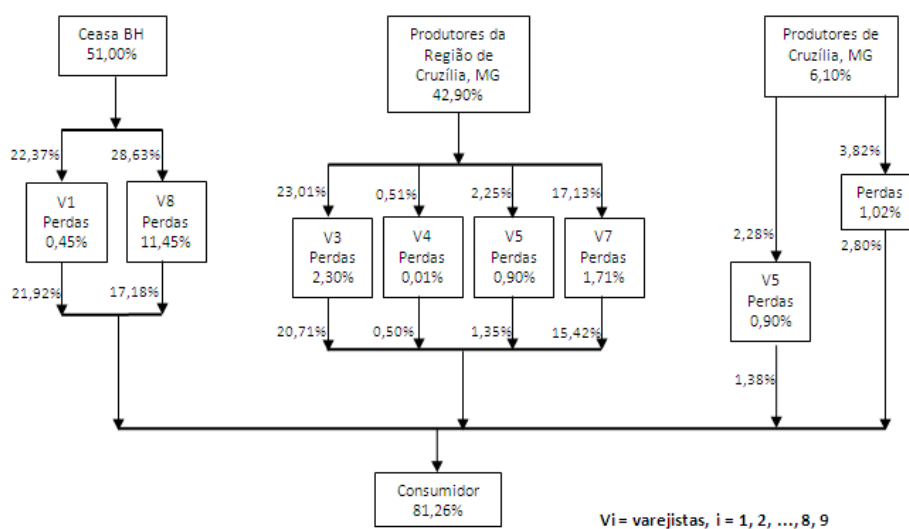 Ceasa BH
51,00%
Produtores da
Região de
Cruzília, MG
42,90%
Produtores de
Cruzília, MG
6,10%
22,37%
28,63%
V1
Perdas
0,45%
V8
Perdas
11,45%
21,92%
17,18%
23,01%
0,51%
2,25%
17,13%
V3
Perdas
2,30%
V4
Perdas
0,01%
V5
Perdas
0,90%
V7
Perdas
1,71%
20,71%
0,50%
1,35%
15,42%
3,82%
Perdas
1,02%
2,28%
2,80%
V5
Perdas
0,90%
1,38%
Consumidor
81,26%
Vi = varejistas, i = 1, 2, ..., 8, 9